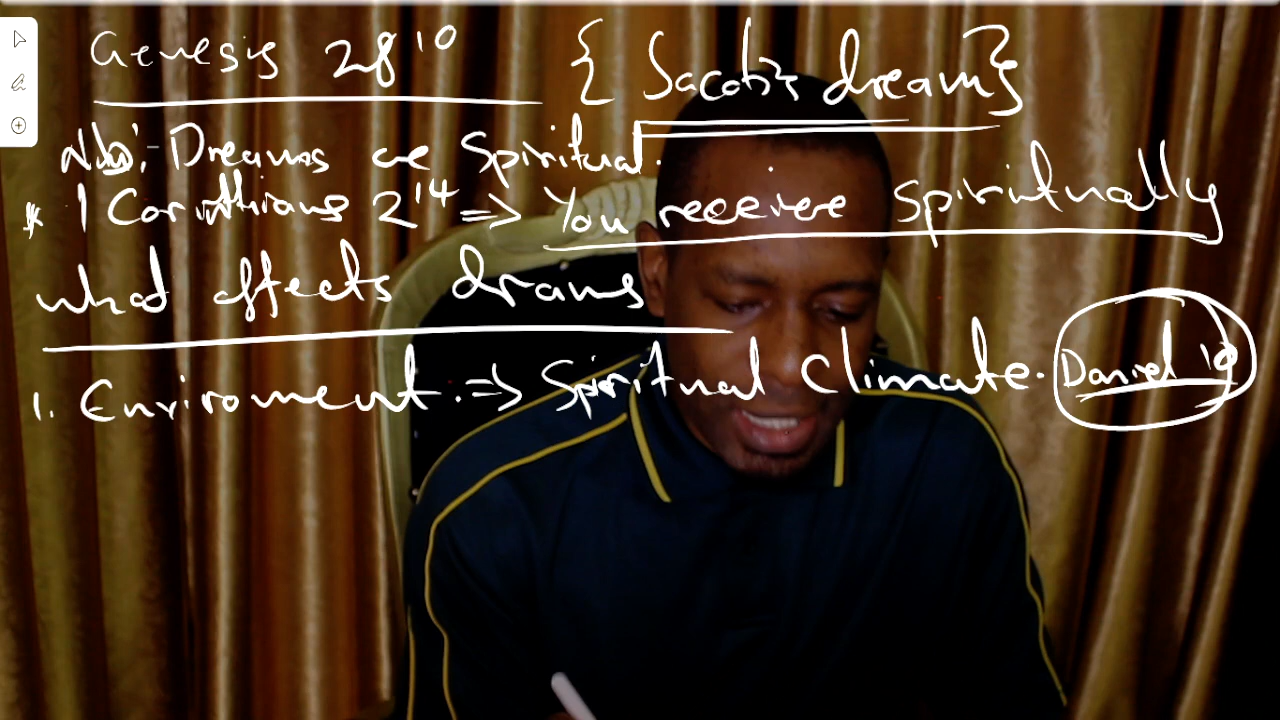 Genesis 28¹⁰ { Jacob's dream }
Nb:- Dreams are Spiritual.
* 1 Corinthians 2¹⁴ => You receive spiritually
what affects drams
1. Enviroment. => Spiritual Climate. Daniel 10